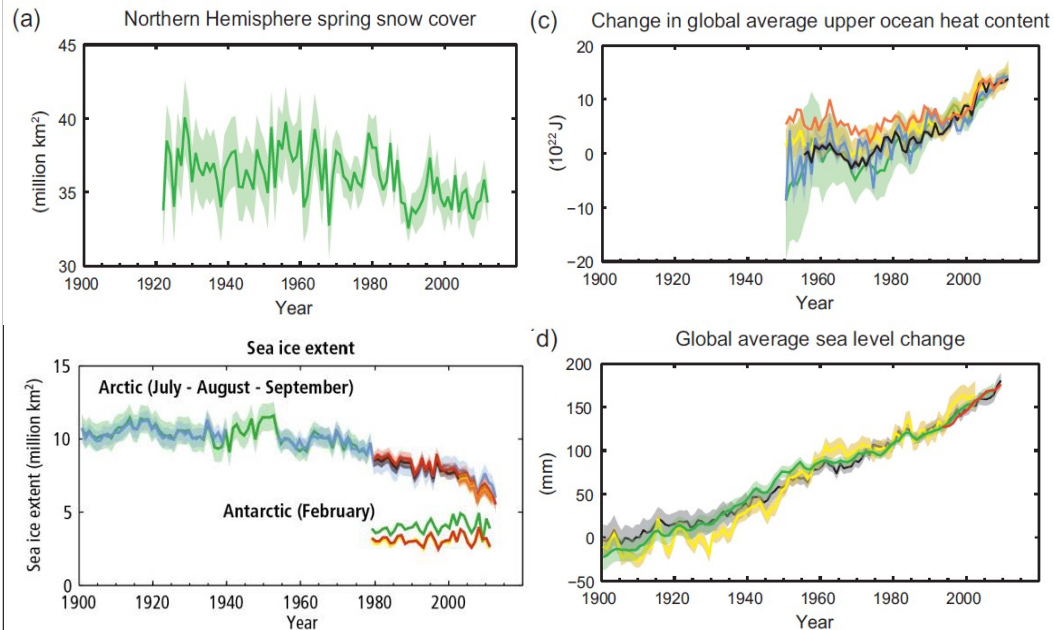 (a)
Northern Hemisphere spring snow cover
(million km²)
45
40
35
30
1900 1920 1940 1960 1980 2000
Year
(c)
Change in global average upper ocean heat content
(10²²J)
20
10
0
−10
−20
1900 1920 1940 1960 1980 2000
Year
Sea ice extent
Sea ice extent (million km²)
15
Arctic (July - August - September)
10
Antarctic (February)
5
0
1900 1920 1940 1960 1980 2000
Year
d)
Global average sea level change
(mm)
200
150
100
50
0
−50
1900 1920 1940 1960 1980 2000
Year